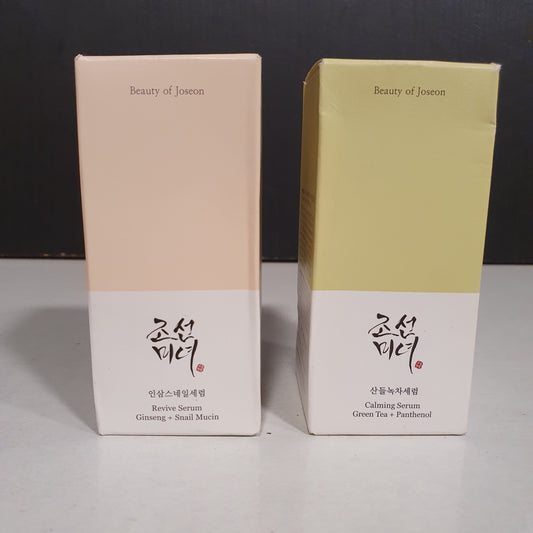 Beauty of Joseon
조선
미녀
인삼스네일세럼
Revive Serum
Ginseng + Snail Mucin
Beauty of Joseon
조선
미녀
산들녹차세럼
Calming Serum
Green Tea + Panthenol